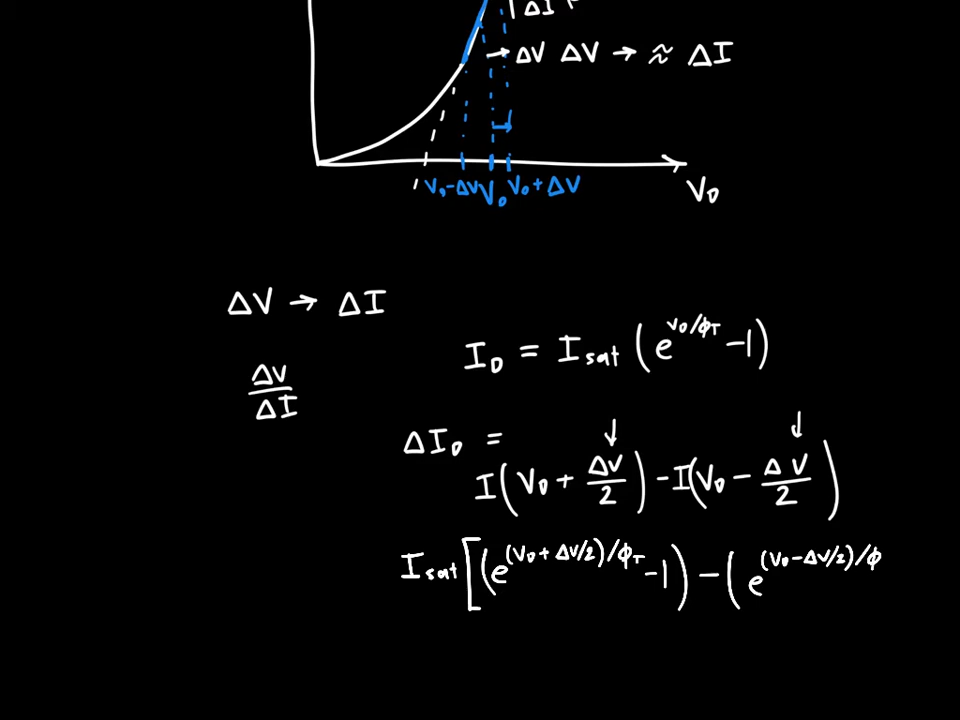 ΔI
ΔV ΔV → ≈ ΔI
V₀-ΔV V₀ V₀+ΔV
V_D
ΔV → ΔI
I_D = I_sat (e^{V_D/ϕ_T} -1)
ΔV/ΔI
ΔI_D =
I(V_D + ΔV/2) - I(V_D - ΔV/2)
I_sat [(e^{(V_D + ΔV/2)/ϕ_T} -1) - (e^{(V_D - ΔV/2)/ϕ}